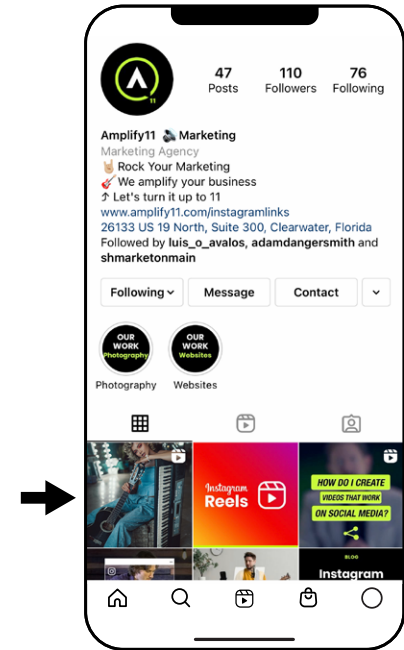 11
47 110 76
Posts Followers Following
Amplify11 🔊 Marketing
Marketing Agency
🤘🏼 Rock Your Marketing
🎸 We amplify your business
⤴ Let's turn it up to 11
www.amplify11.com/instagramlinks
26133 US 19 North, Suite 300, Clearwater, Florida
Followed by luis_o_avalos, adamdangersmith and
shmarketonmain
Following Message Contact
OUR
WORK
Photography
OUR
WORK
Websites
Photography Websites
Instagram
Reels
HOW DO I CREATE
VIDEOS THAT WORK
ON SOCIAL MEDIA?
BLOG
Instagram